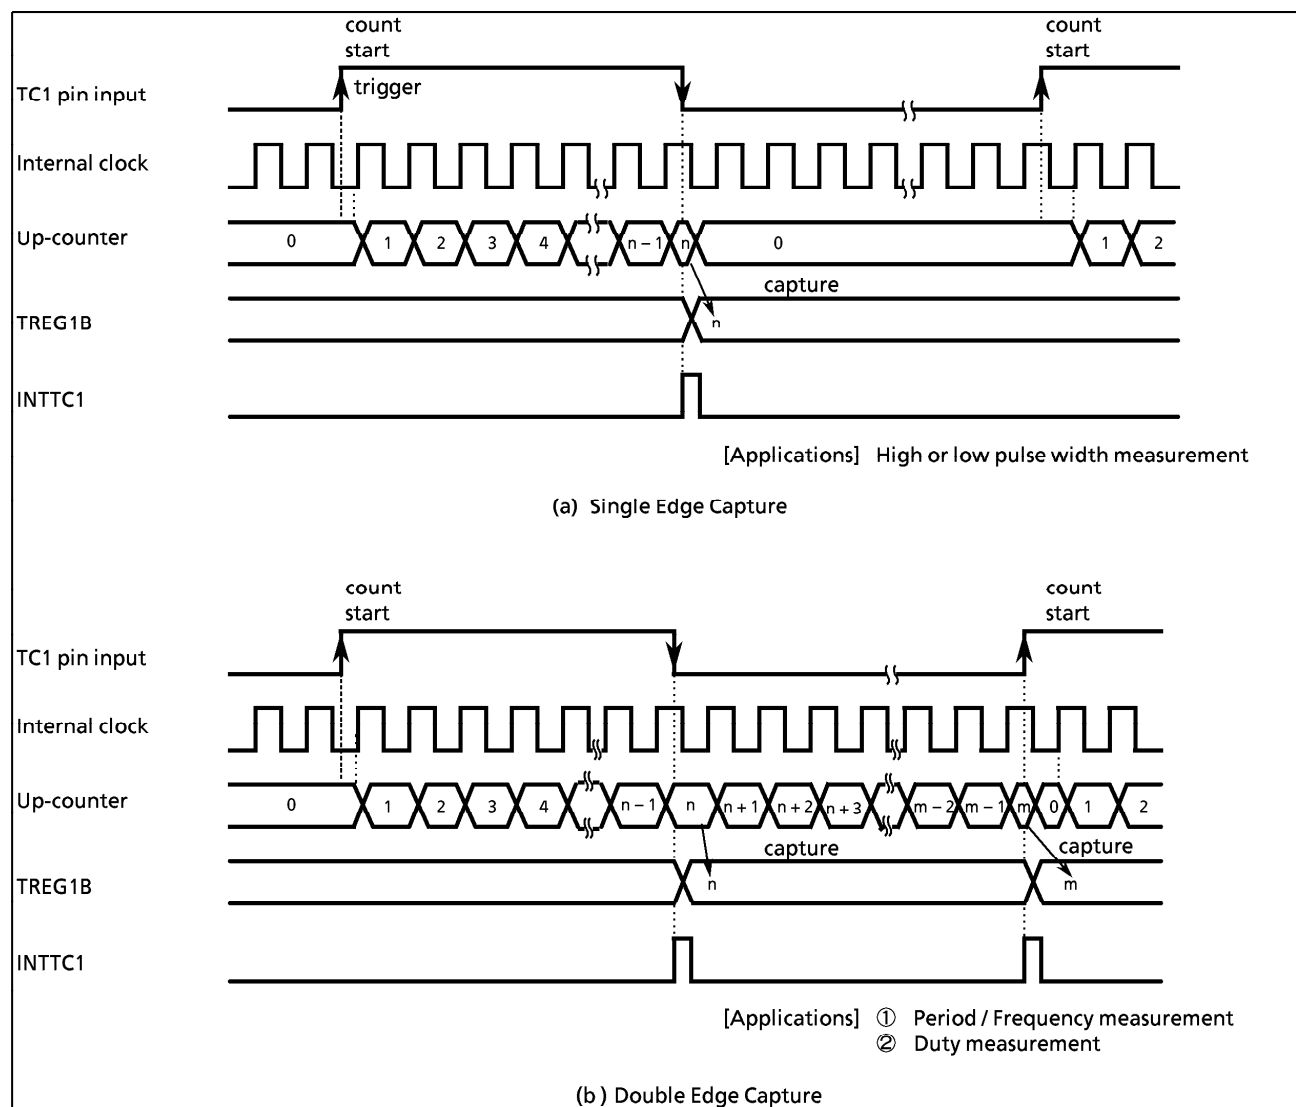 count
start
count
start
TC1 pin input
trigger
Internal clock
Up-counter
0 1 2 3 4 n – 1 n 0 1 2
capture
TREG1B
n
INTTC1
[Applications] High or low pulse width measurement
(a) Single Edge Capture
count
start
count
start
TC1 pin input
Internal clock
Up-counter
0 1 2 3 4 n – 1 n n + 1 n + 2 n + 3 m – 2 m – 1 m 0 1 2
capture
capture
TREG1B
n
m
INTTC1
[Applications] ① Period / Frequency measurement
② Duty measurement
(b) Double Edge Capture